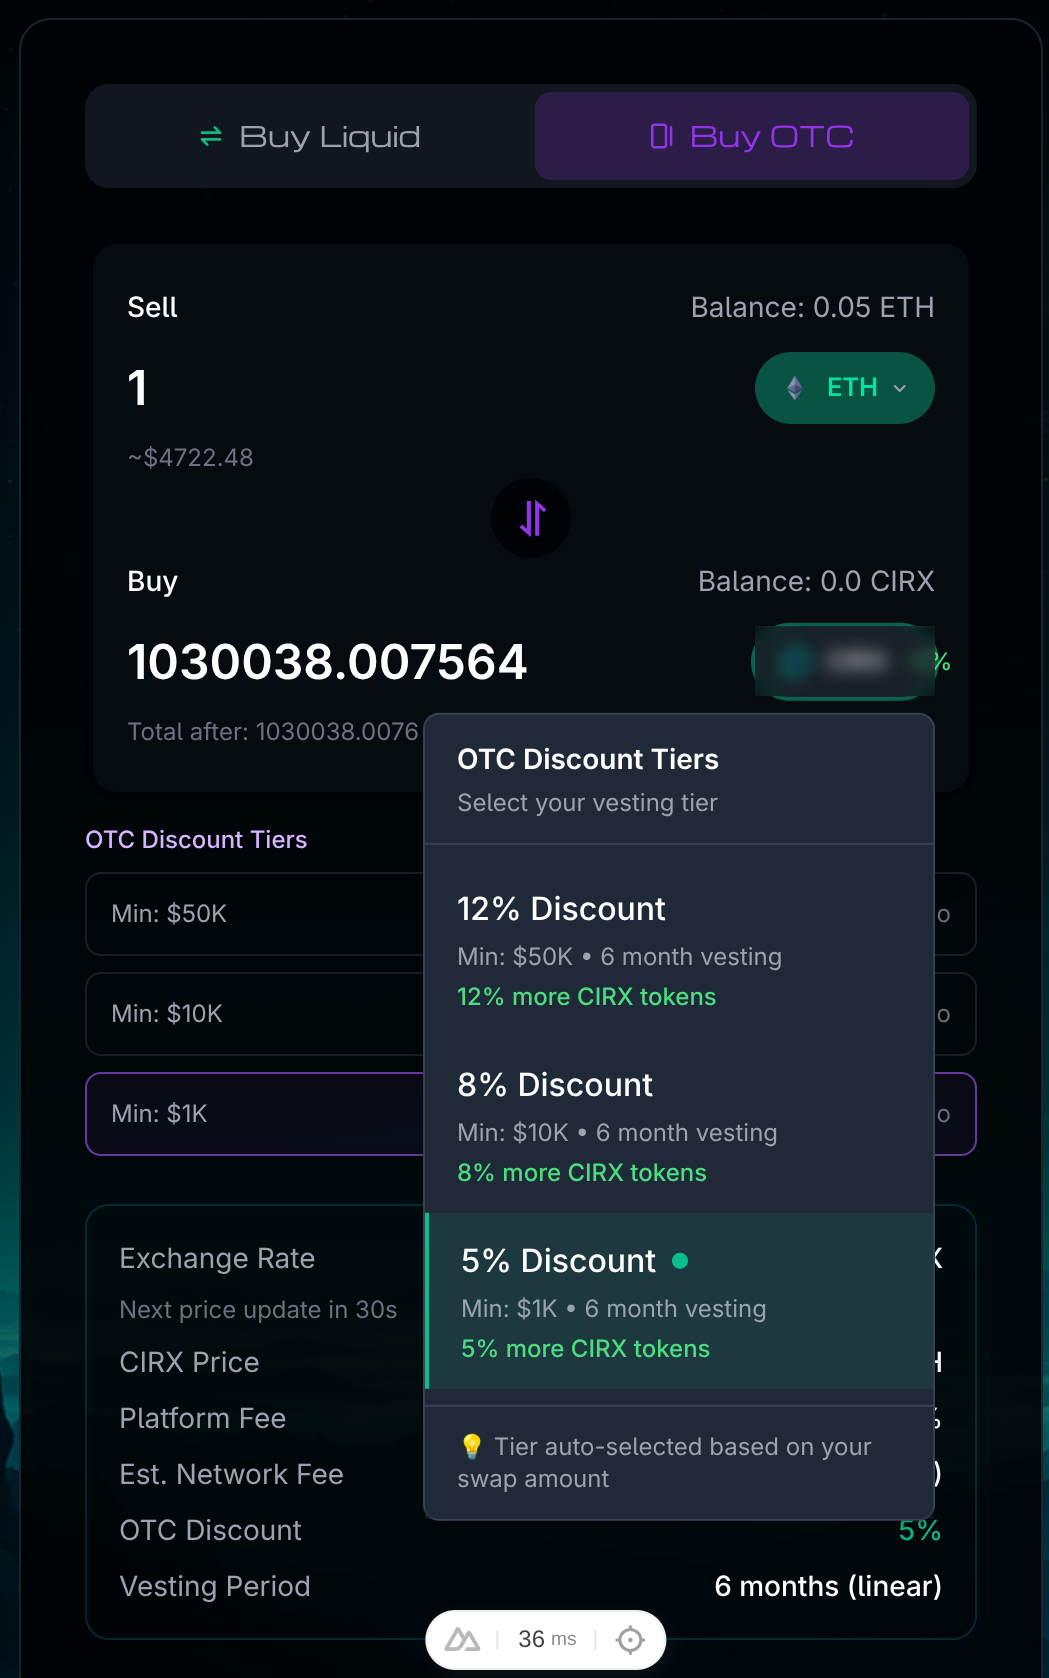 Buy Liquid
Buy OTC
Sell
Balance: 0.05 ETH
1
ETH
~$4722.48
Buy
Balance: 0.0 CIRX
1030038.007564
%
Total after: 1030038.0076
OTC Discount Tiers
Select your vesting tier
12% Discount
Min: $50K • 6 month vesting
12% more CIRX tokens
8% Discount
Min: $10K • 6 month vesting
8% more CIRX tokens
5% Discount
Min: $1K • 6 month vesting
5% more CIRX tokens
💡 Tier auto-selected based on your
swap amount
OTC Discount Tiers
Min: $50K
o
Min: $10K
o
Min: $1K
o
Exchange Rate
Next price update in 30s
CIRX Price
Platform Fee
Est. Network Fee
)
OTC Discount
5%
Vesting Period
6 months (linear)
36 ms